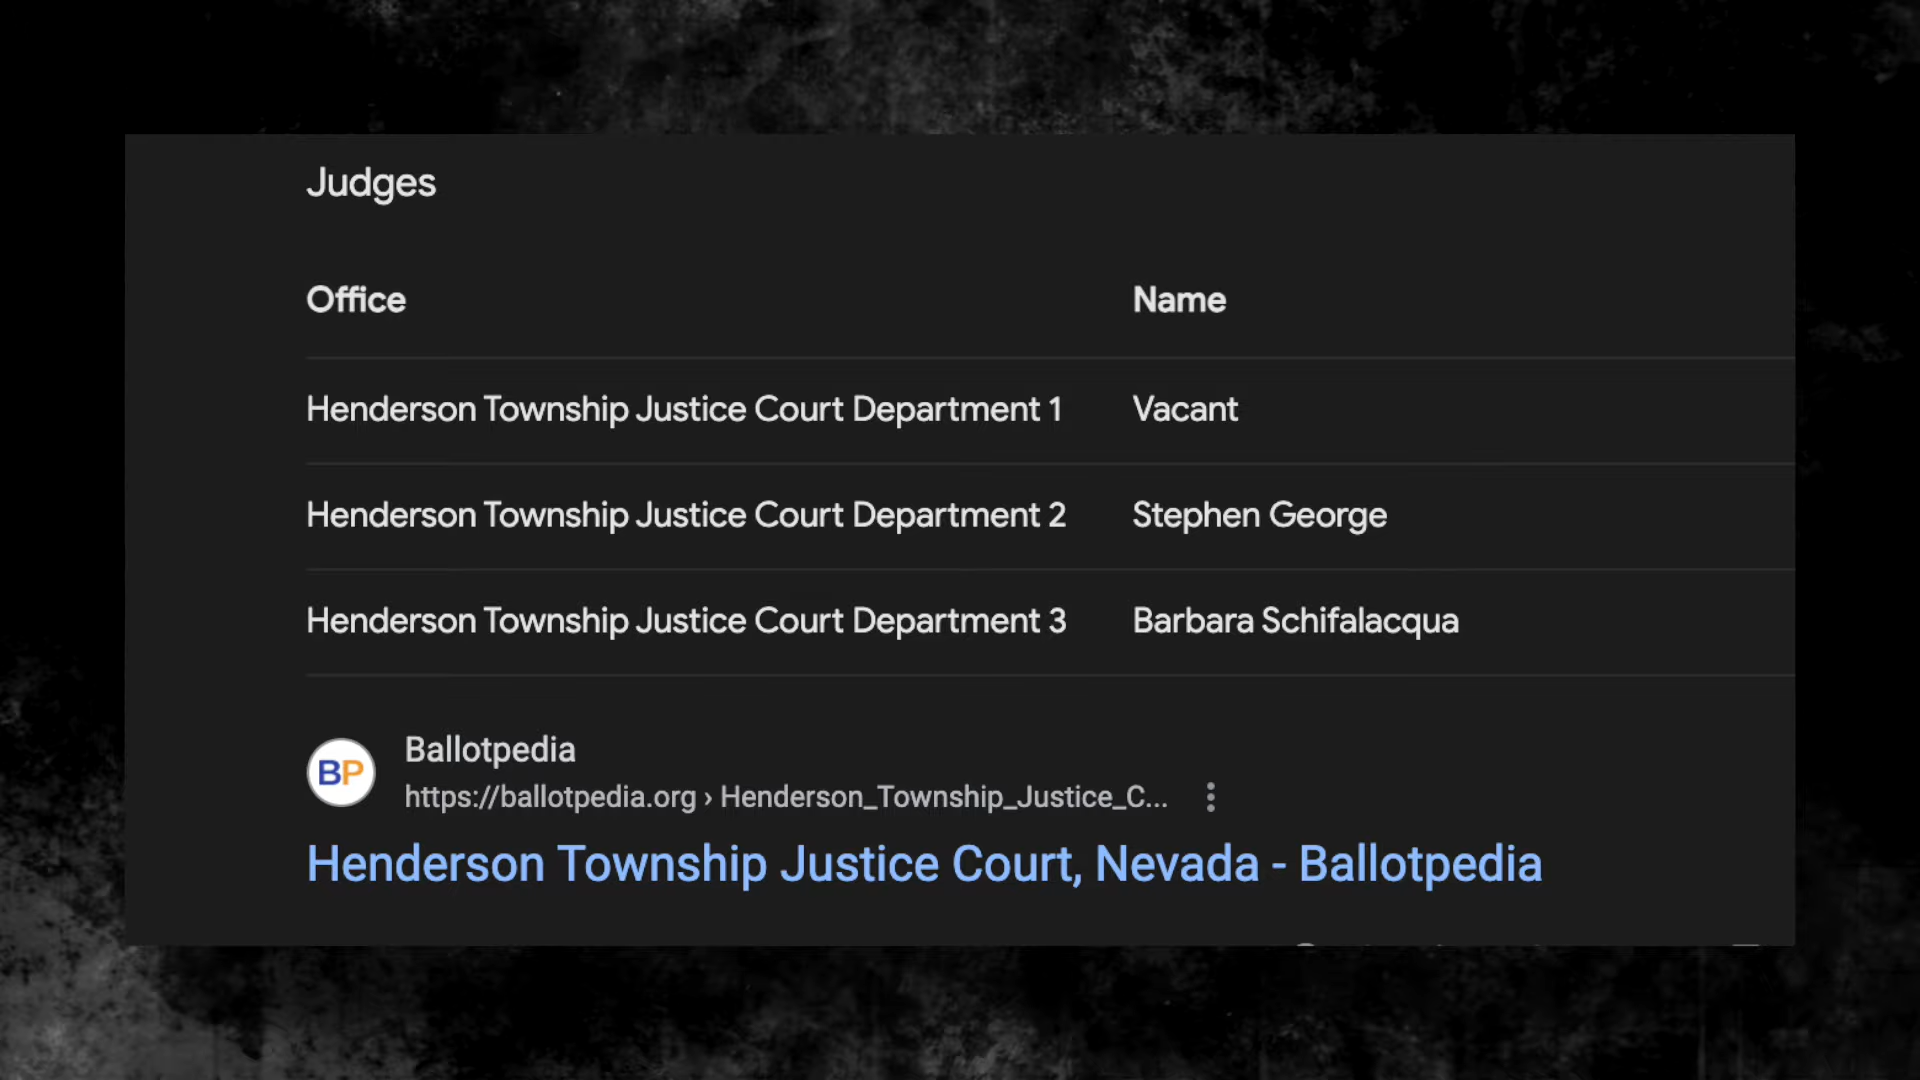 Judges
Office Name
Henderson Township Justice Court Department 1 Vacant
Henderson Township Justice Court Department 2 Stephen George
Henderson Township Justice Court Department 3 Barbara Schifalacqua
BP
Ballotpedia
https://ballotpedia.org › Henderson_Township_Justice_C...
Henderson Township Justice Court, Nevada - Ballotpedia